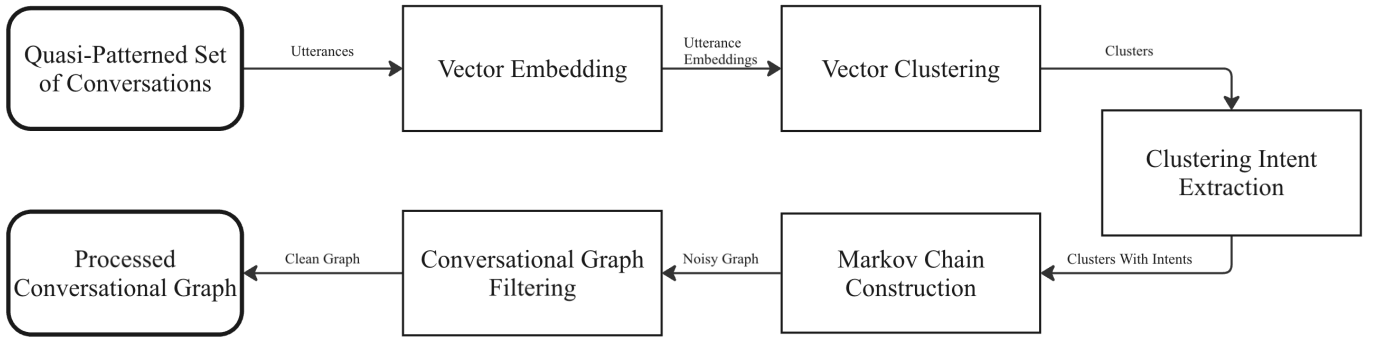 Quasi-Patterned Set
of Conversations
Utterances
Vector Embedding
Utterance
Embeddings
Vector Clustering
Clusters
Clustering Intent
Extraction
Clusters With Intents
Markov Chain
Construction
Noisy Graph
Conversational Graph
Filtering
Clean Graph
Processed
Conversational Graph